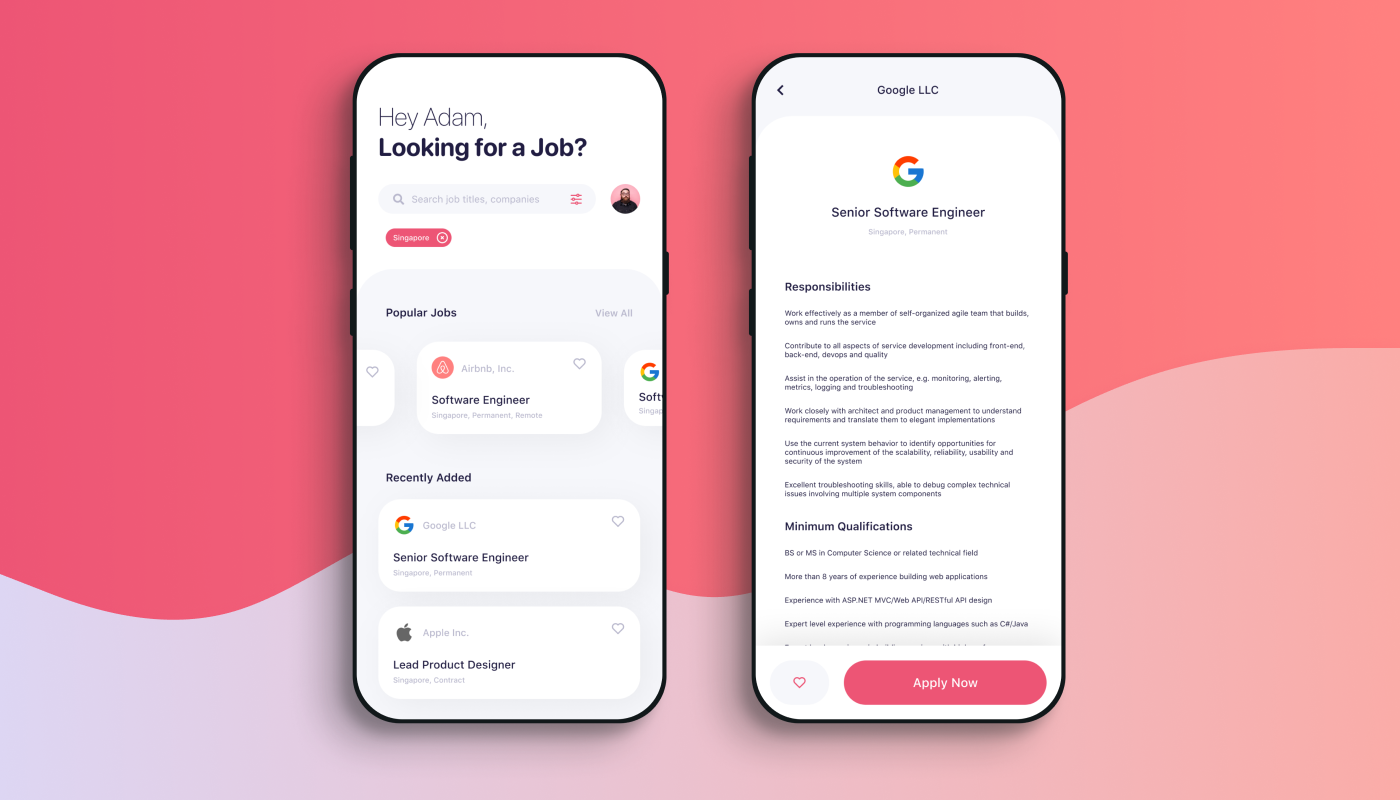 Hey Adam,
Looking for a Job?
Search job titles, companies
Singapore
Popular Jobs
View All
Airbnb, Inc.
Software Engineer
Singapore, Permanent, Remote
Recently Added
Google LLC
Senior Software Engineer
Singapore, Permanent
Apple Inc.
Lead Product Designer
Singapore, Contract
Google LLC
Senior Software Engineer
Singapore, Permanent
Responsibilities
Work effectively as a member of self-organized agile team that builds,
owns and runs the service
Contribute to all aspects of service development including front-end,
back-end, devops and quality
Assist in the operation of the service, e.g. monitoring, alerting,
metrics, logging and troubleshooting
Work closely with architect and product management to understand
requirements and translate them to elegant implementations
Use the current system behavior to identify opportunities for
continuous improvement of the scalability, reliability, usability and
security of the system
Excellent troubleshooting skills, able to debug complex technical
issues involving multiple system components
Minimum Qualifications
BS or MS in Computer Science or related technical field
More than 8 years of experience building web applications
Experience with ASP.NET MVC/Web API/RESTful API design
Expert level experience with programming languages such as C#/Java
Apply Now